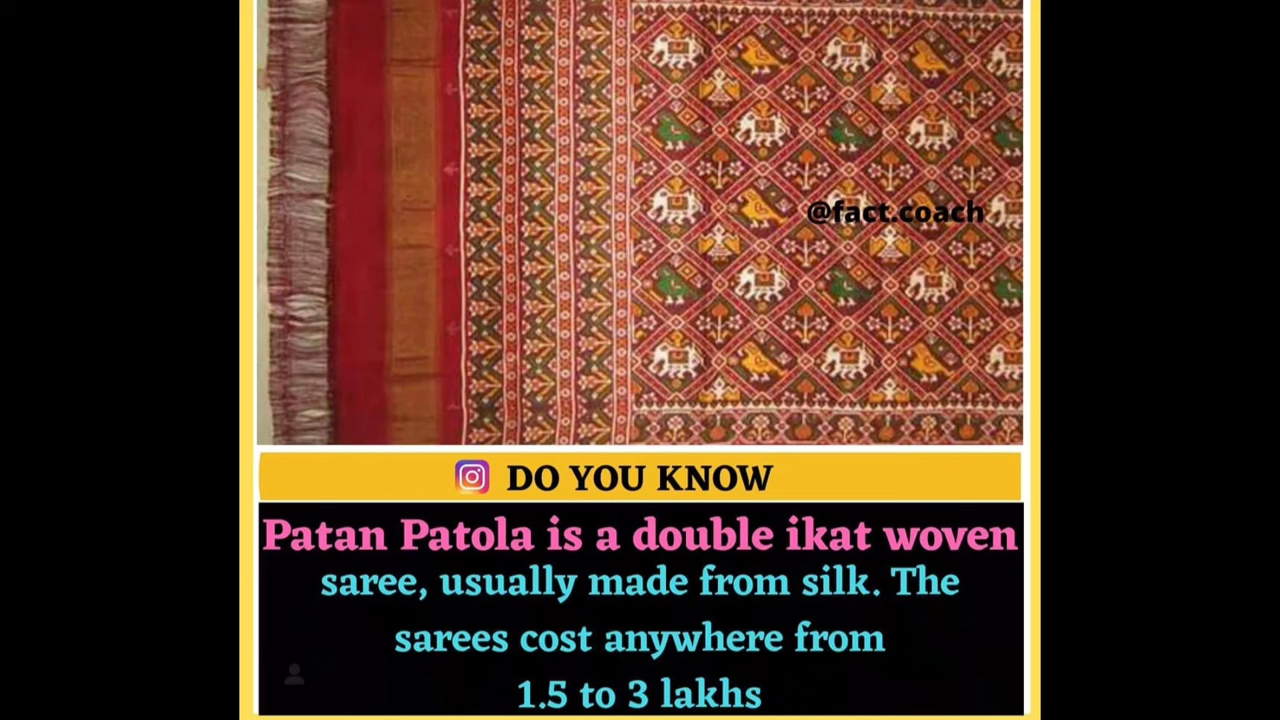 @fact.coach
DO YOU KNOW
Patan Patola is a double ikat woven
saree, usually made from silk. The
sarees cost anywhere from
1.5 to 3 lakhs